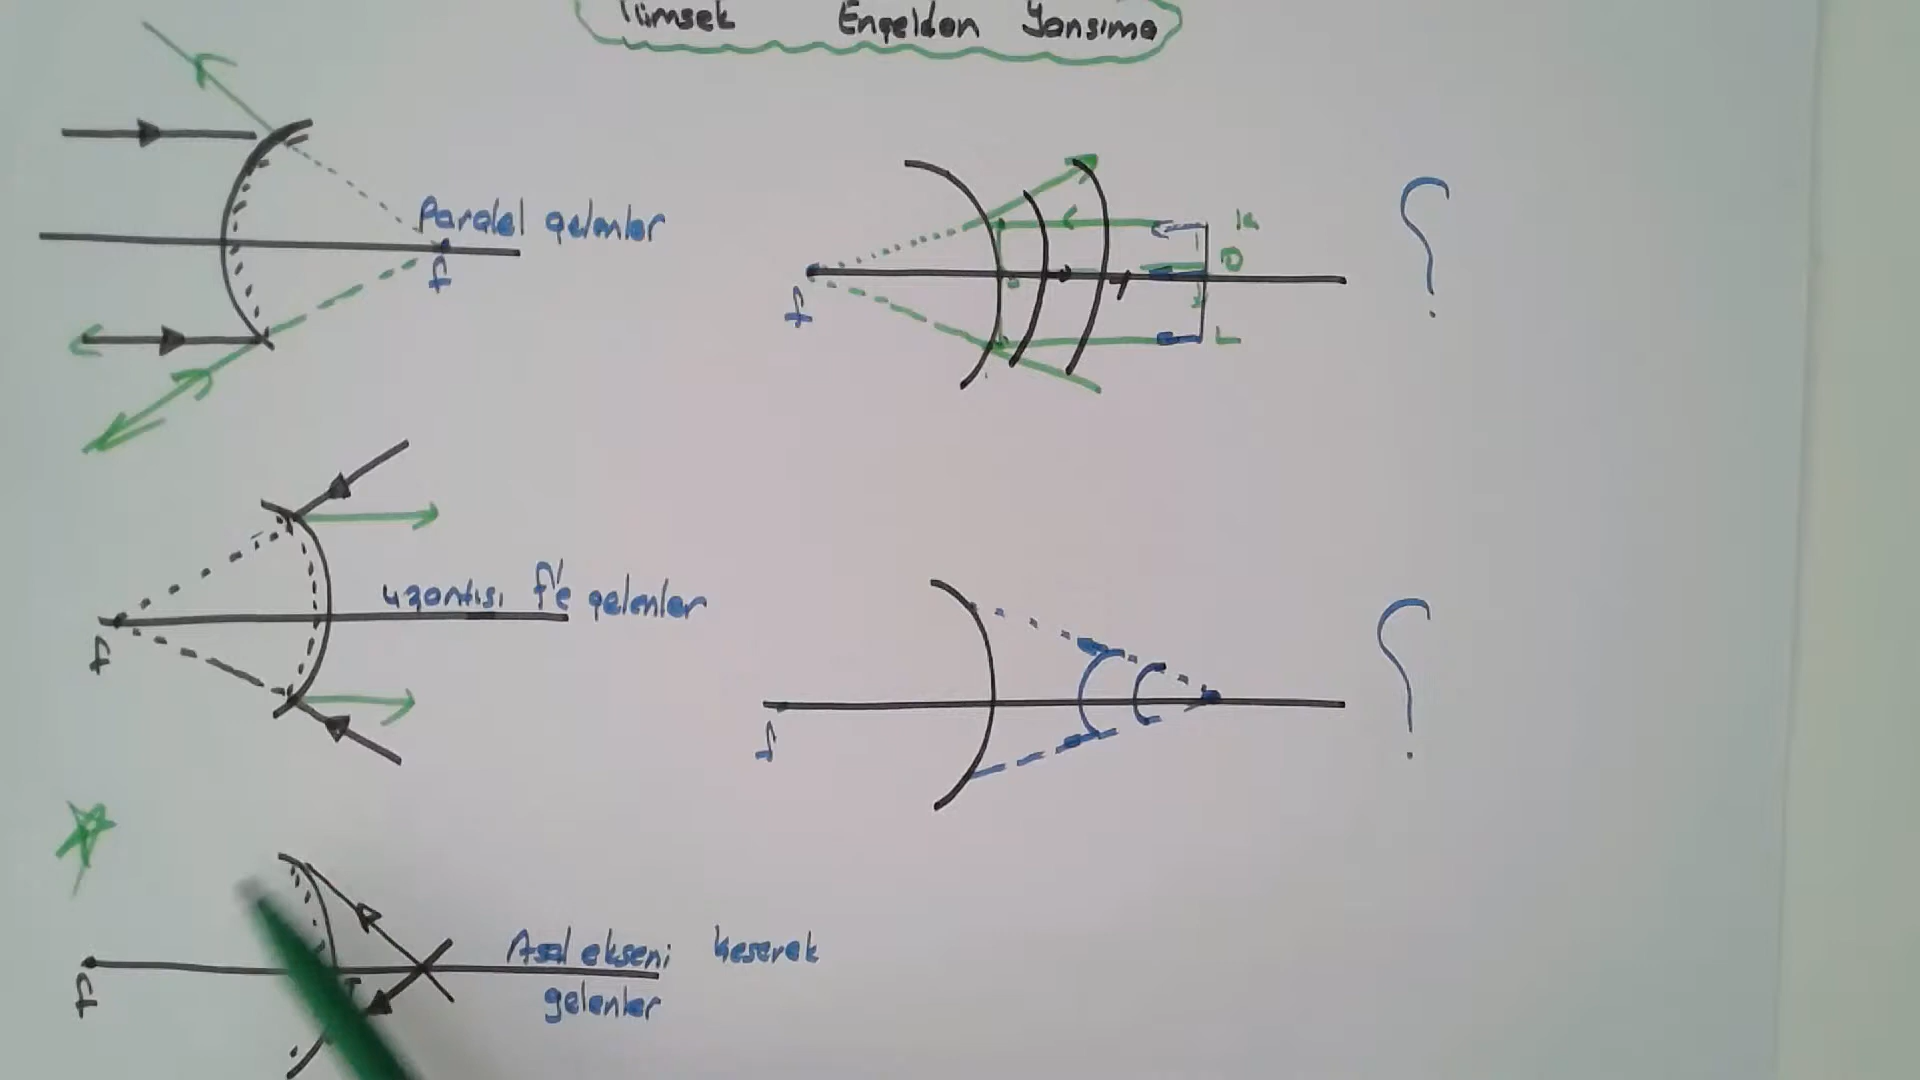 Tümsek Engelden Yansıma
Paralel gelenler
f
K
O
L
f
?
uzantısı f'e gelenler
f
f
?
Asal ekseni keserek
gelenler
f
T